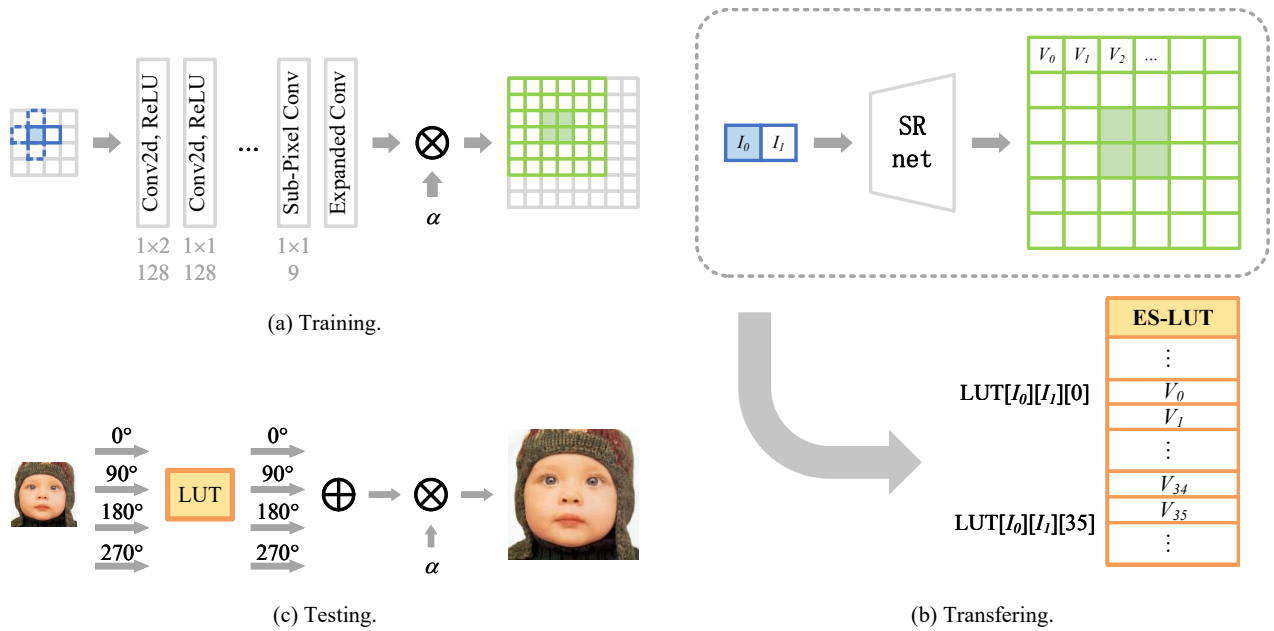 Conv2d, ReLU
Conv2d, ReLU
...
Sub-Pixel Conv
Expanded Conv
α
1×2
128
1×1
128
1×1
9
(a) Training.
I0 I1
SR
net
V0 V1 V2 ...
ES-LUT
⋮
LUT[I0][I1][0]
V0
V1
⋮
V34
LUT[I0][I1][35]
V35
⋮
(b) Transfering.
0°
90°
180°
270°
LUT
0°
90°
180°
270°
α
(c) Testing.